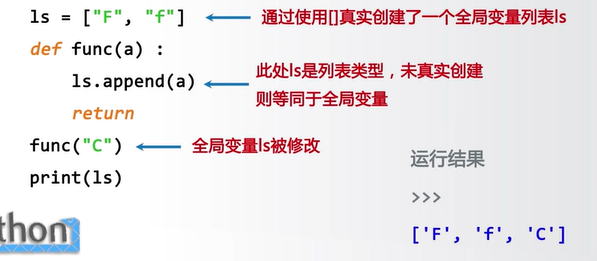 ls = ["F", "f"] 通过使用[]真实创建了一个全局变量列表ls
def func(a) :
ls.append(a) 此处ls是列表类型，未真实创建
则等同于全局变量
return
func("C") 全局变量ls被修改
print(ls)
运行结果
>>>
['F', 'f', 'C']
thon